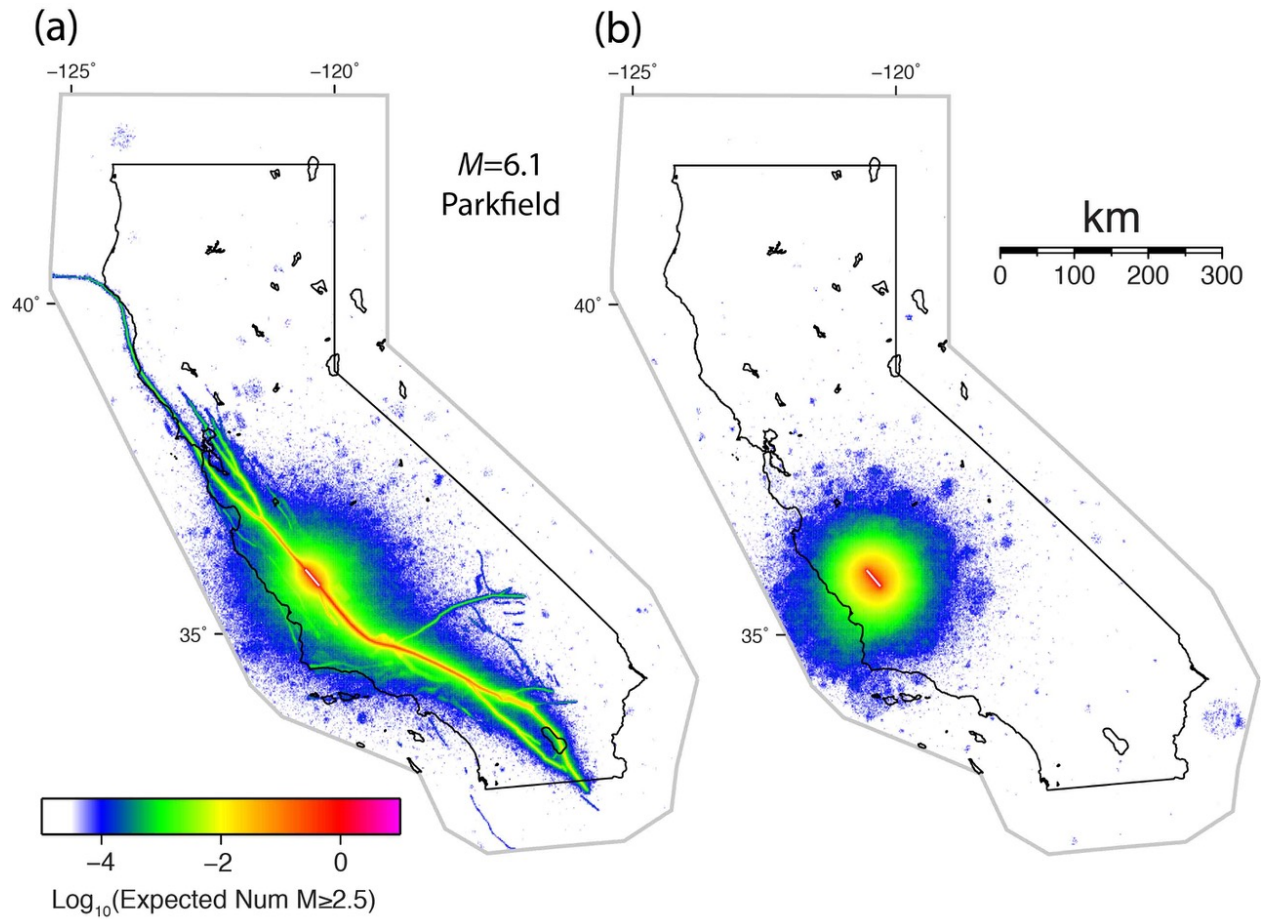 (a)
(b)
−125˚
−120˚
−125˚
−120˚
M=6.1
Parkfield
km
0 100 200 300
40˚
40˚
35˚
35˚
−4 −2 0
Log₁₀(Expected Num M≥2.5)